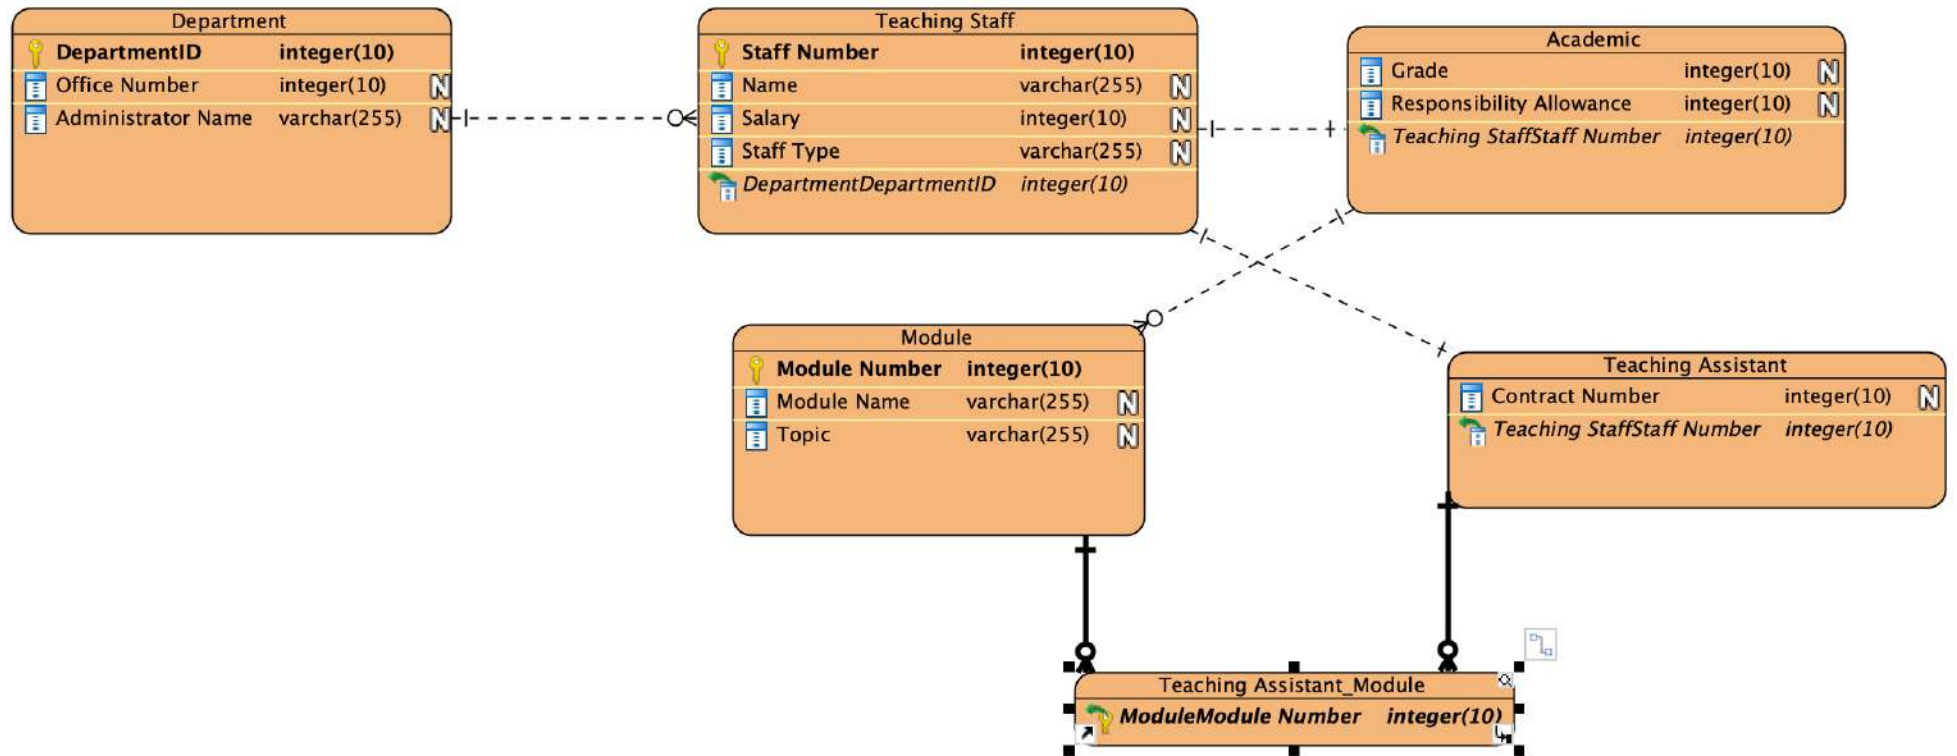 Department
DepartmentID integer(10)
Office Number integer(10) N
Administrator Name varchar(255) N
Teaching Staff
Staff Number integer(10)
Name varchar(255) N
Salary integer(10) N
Staff Type varchar(255) N
DepartmentDepartmentID integer(10)
Academic
Grade integer(10) N
Responsibility Allowance integer(10) N
Teaching StaffStaff Number integer(10)
Module
Module Number integer(10)
Module Name varchar(255) N
Topic varchar(255) N
Teaching Assistant
Contract Number integer(10) N
Teaching StaffStaff Number integer(10)
Teaching Assistant_Module
ModuleModule Number integer(10)